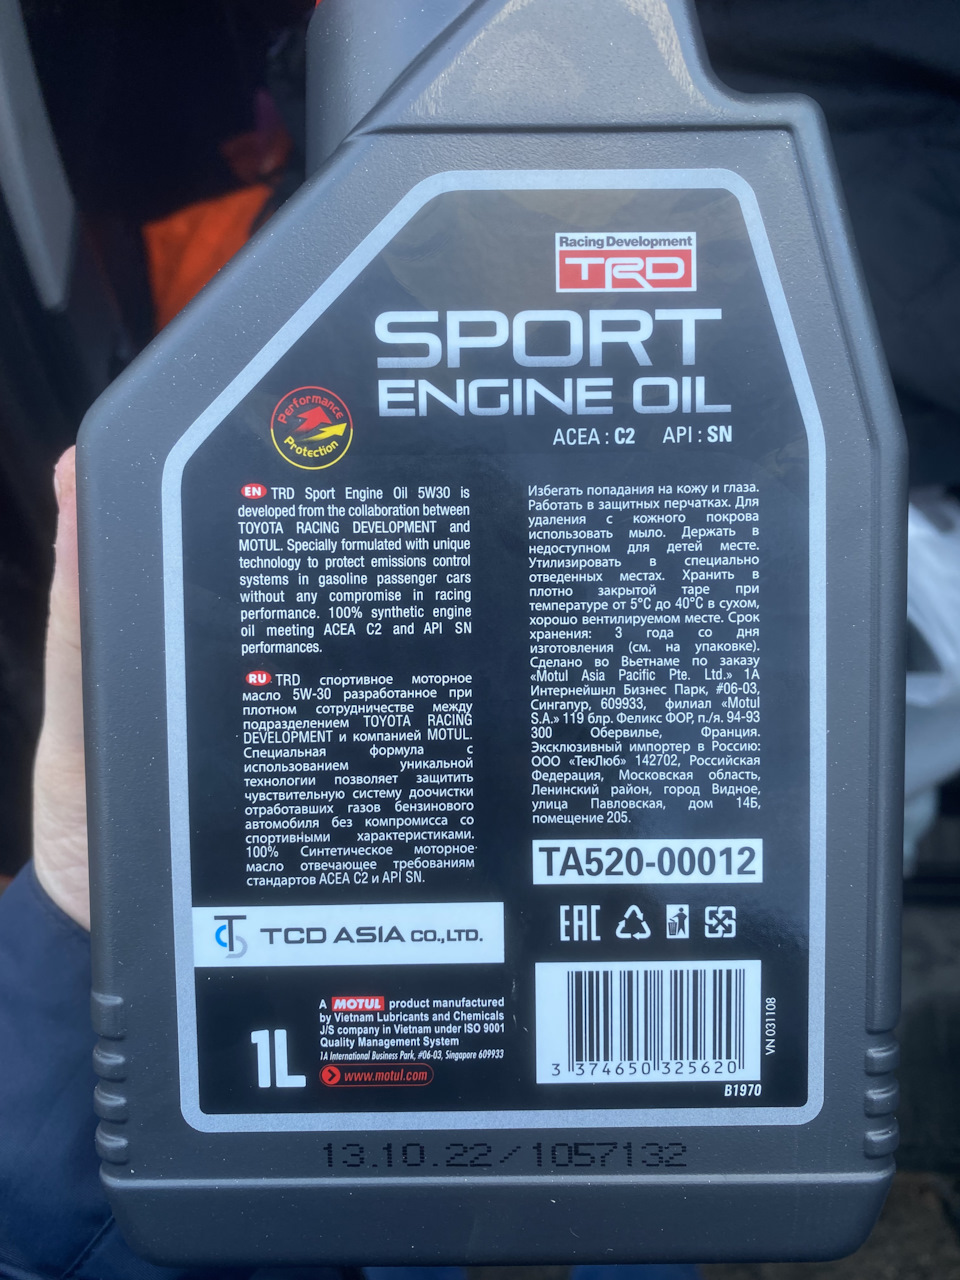 Racing Development
TRD
SPORT
ENGINE OIL
ACEA : C2 API : SN
Performance
Protection
EN TRD Sport Engine Oil 5W30 is
developed from the collaboration between
TOYOTA RACING DEVELOPMENT and
MOTUL. Specially formulated with unique
technology to protect emissions control
systems in gasoline passenger cars
without any compromise in racing
performance. 100% synthetic engine
oil meeting ACEA C2 and API SN
performances.
RU TRD спортивное моторное
масло 5W-30 разработанное при
плотном сотрудничестве между
подразделением TOYOTA RACING
DEVELOPMENT и компанией MOTUL.
Специальная формула с
использованием уникальной
технологии позволяет защитить
чувствительную систему доочистки
отработавших газов бензинового
автомобиля без компромисса со
спортивными характеристиками.
100% Синтетическое моторное
масло отвечающее требованиям
стандартов ACEA C2 и API SN.
Избегать попадания на кожу и глаза.
Работать в защитных перчатках. Для
удаления с кожного покрова
использовать мыло. Держать в
недоступном для детей месте.
Утилизировать в специально
отведенных местах. Хранить в
плотно закрытой таре при
температуре от 5°С до 40°С в сухом,
хорошо вентилируемом месте. Срок
хранения: 3 года со дня
изготовления (см. на упаковке).
Сделано во Вьетнаме по заказу
«Motul Asia Pacific Pte. Ltd.» 1A
Интернейшнл Бизнес Парк, #06-03,
Сингапур, 609933, филиал «Motul
S.A.» 119 блр. Феликс ФОР, п./я. 94-93
300 Обервилье, Франция.
Эксклюзивный импортер в Россию:
ООО «ТекЛюб» 142702, Российская
Федерация, Московская область,
Ленинский район, город Видное,
улица Павловская, дом 14Б,
помещение 205.
TA520-00012
EAC
TCD ASIA CO.,LTD.
1L
A MOTUL product manufactured
by Vietnam Lubricants and Chemicals
J/S company in Vietnam under ISO 9001
Quality Management System
1A International Business Park, #06-03, Singapore 609933
www.motul.com
3 374650 325620
VN 031108
B1970
13.10.22/1057132